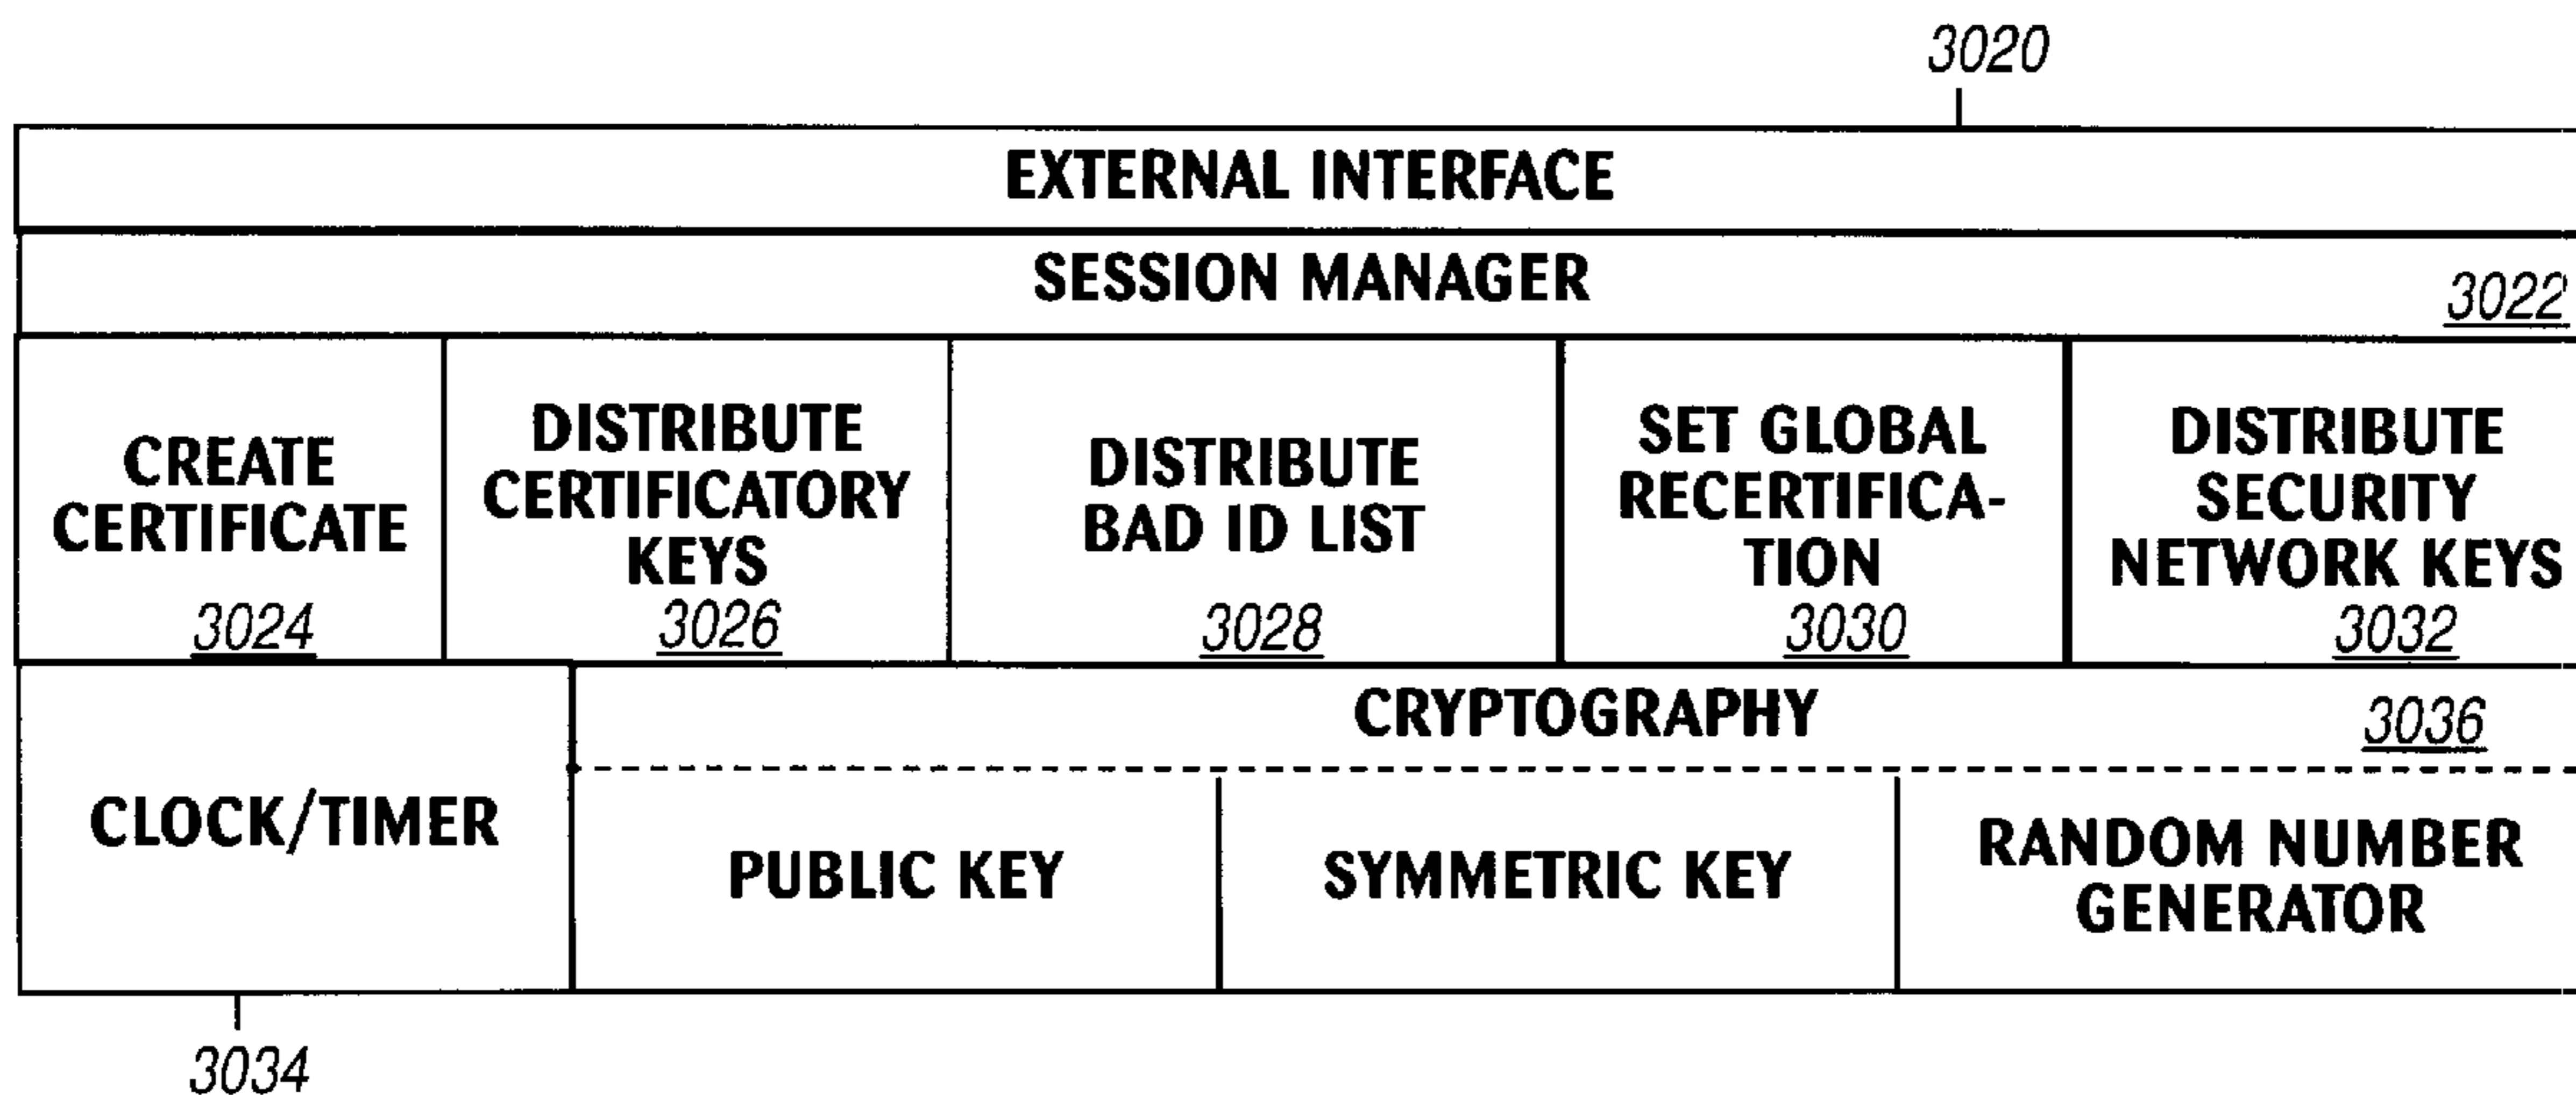 3020
EXTERNAL INTERFACE
SESSION MANAGER
3022
CREATE
CERTIFICATE
3024
DISTRIBUTE
CERTIFICATORY
KEYS
3026
DISTRIBUTE
BAD ID LIST
3028
SET GLOBAL
RECERTIFICA-
TION
3030
DISTRIBUTE
SECURITY
NETWORK KEYS
3032
CLOCK/TIMER
CRYPTOGRAPHY
3036
PUBLIC KEY
SYMMETRIC KEY
RANDOM NUMBER
GENERATOR
3034